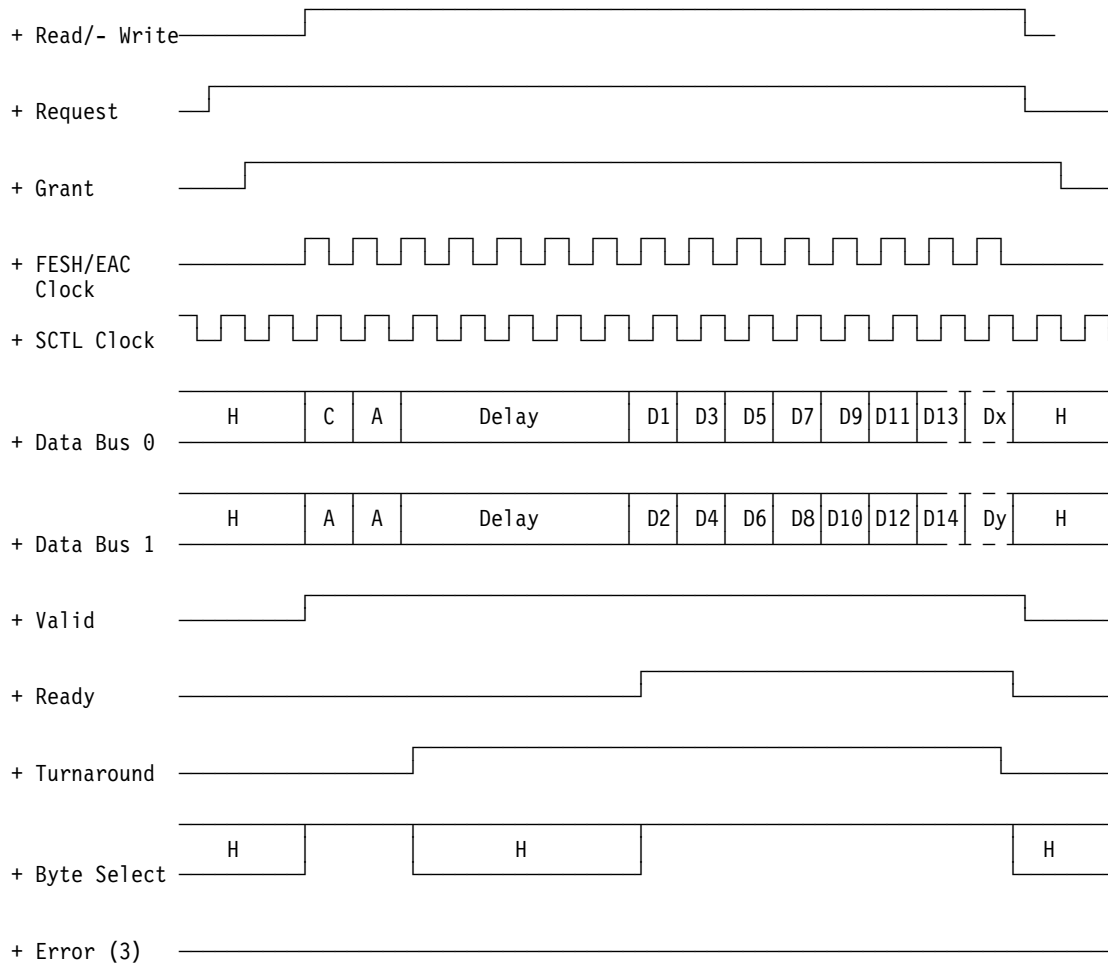 + Read/- Write
+ Request
+ Grant
+ FESH/EAC
Clock
+ SCTL Clock
H C A Delay D1 D3 D5 D7 D9 D11 D13 Dx H
+ Data Bus 0
H A A Delay D2 D4 D6 D8 D10 D12 D14 Dy H
+ Data Bus 1
+ Valid
+ Ready
+ Turnaround
H H H
+ Byte Select
+ Error (3)